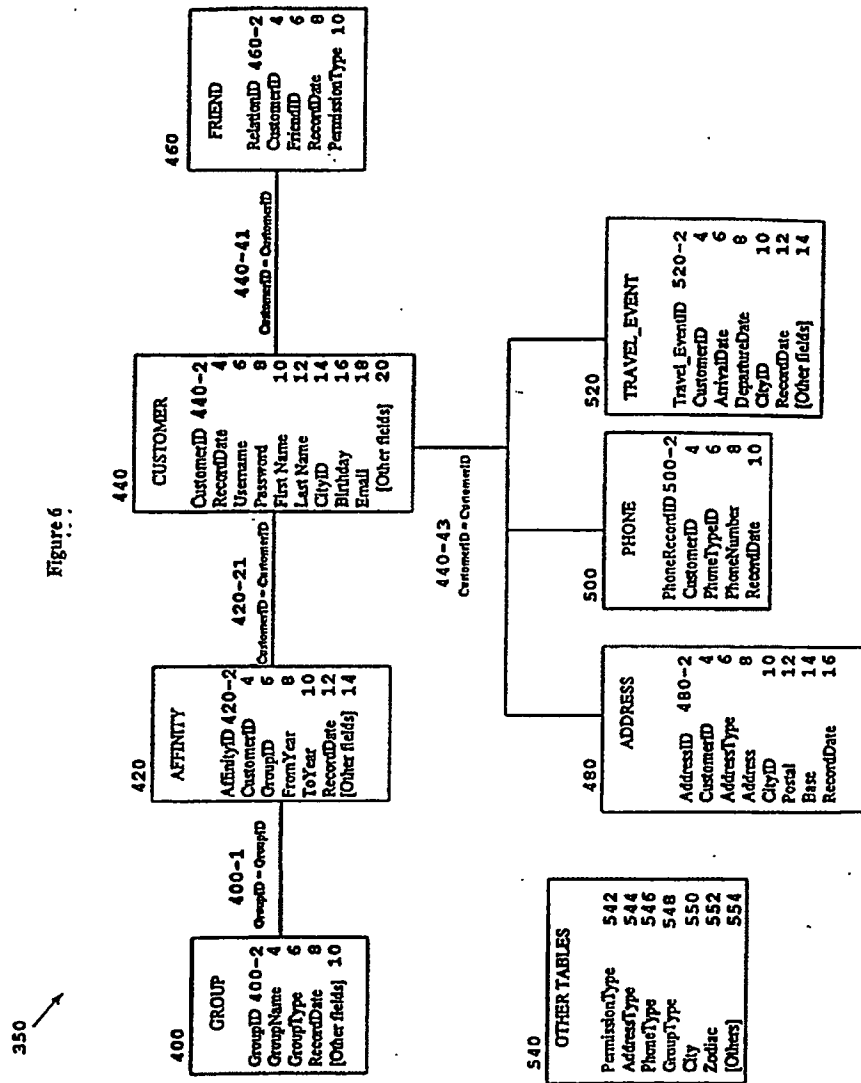 Figure 6
350
400
GROUP
GroupID 400-2
GroupName 4
GroupType 6
RecordDate 8
[Other fields] 10
400-1
GroupID = GroupID
420
AFFINITY
AffinityID 420-2
CustomerID 4
GroupID 6
FromYear 8
ToYear 10
RecordDate 12
[Other fields] 14
420-21
CustomerID = CustomerID
440
CUSTOMER
CustomerID 440-2
RecordDate 4
Username 6
Password 8
First Name 10
Last Name 12
CityID 14
Birthday 16
Email 18
[Other fields] 20
440-41
CustomerID = CustomerID
460
FRIEND
RelationID 460-2
CustomerID 4
FriendID 6
RecordDate 8
PermissionType 10
440-43
CustomerID = CustomerID
540
OTHER TABLES
PermissionType 542
AddressType 544
PhoneType 546
GroupType 548
City 550
Zodiac 552
[Others] 554
480
ADDRESS
AddressID 480-2
CustomerID 4
AddressType 6
Address 8
CityID 10
Postal 12
Base 14
RecordDate 16
500
PHONE
PhoneRecordID 500-2
CustomerID 4
PhoneTypeID 6
PhoneNumber 8
RecordDate 10
520
TRAVEL_EVENT
Travel_EventID 520-2
CustomerID 4
ArrivalDate 6
DepartureDate 8
CityID 10
RecordDate 12
[Other fields] 14